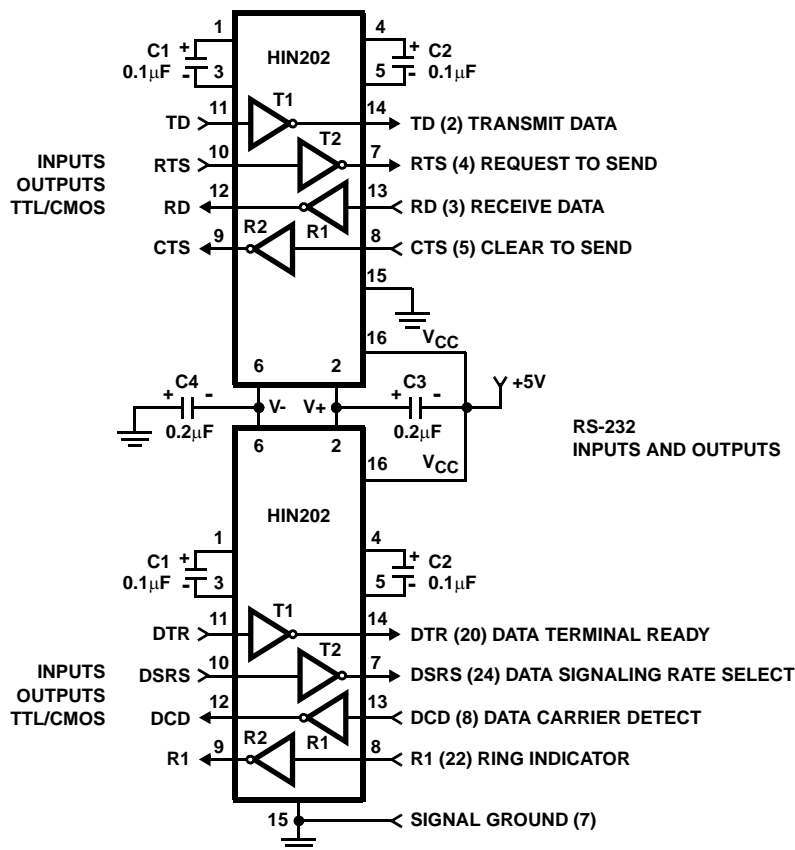 HIN202
1
4
C1
+
0.1µF
-
3
+
C2
5
-
0.1µF
T1
TD
11
14
TD (2) TRANSMIT DATA
T2
RTS
10
7
RTS (4) REQUEST TO SEND
INPUTS
OUTPUTS
TTL/CMOS
RD
12
13
RD (3) RECEIVE DATA
CTS
9
R2
R1
8
CTS (5) CLEAR TO SEND
15
16
VCC
6
2
+5V
+
C4
-
0.2µF
V-
V+
+
C3
-
0.2µF
RS-232
INPUTS AND OUTPUTS
6
2
16
VCC
HIN202
1
4
C1
+
0.1µF
-
3
+
C2
5
-
0.1µF
T1
DTR
11
14
DTR (20) DATA TERMINAL READY
T2
DSRS
10
7
DSRS (24) DATA SIGNALING RATE SELECT
INPUTS
OUTPUTS
TTL/CMOS
DCD
12
13
DCD (8) DATA CARRIER DETECT
R1
9
R2
R1
8
R1 (22) RING INDICATOR
15
SIGNAL GROUND (7)